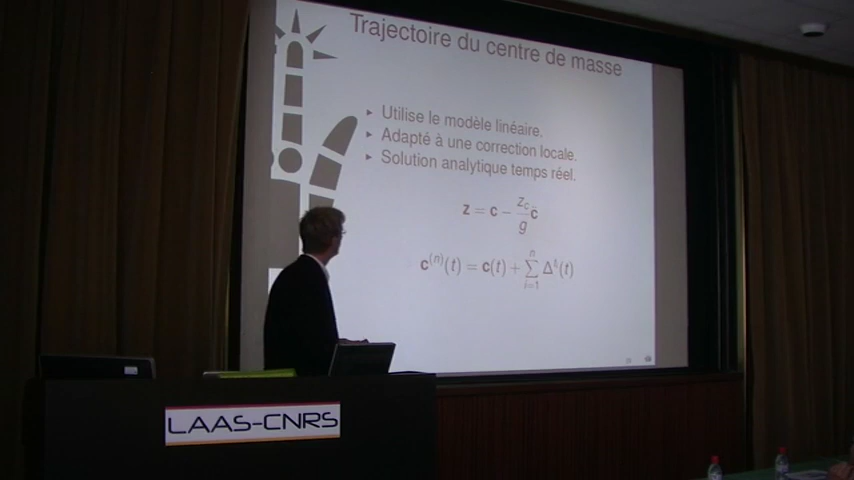 Trajectoire du centre de masse
▸ Utilise le modèle linéaire.
▸ Adapté à une correction locale.
▸ Solution analytique temps réel.
z = c − z_c/g c̈
c^(n)(t) = c(t) + ∑_{i=1}^{n} Δ^{t_i}(t)
LAAS-CNRS